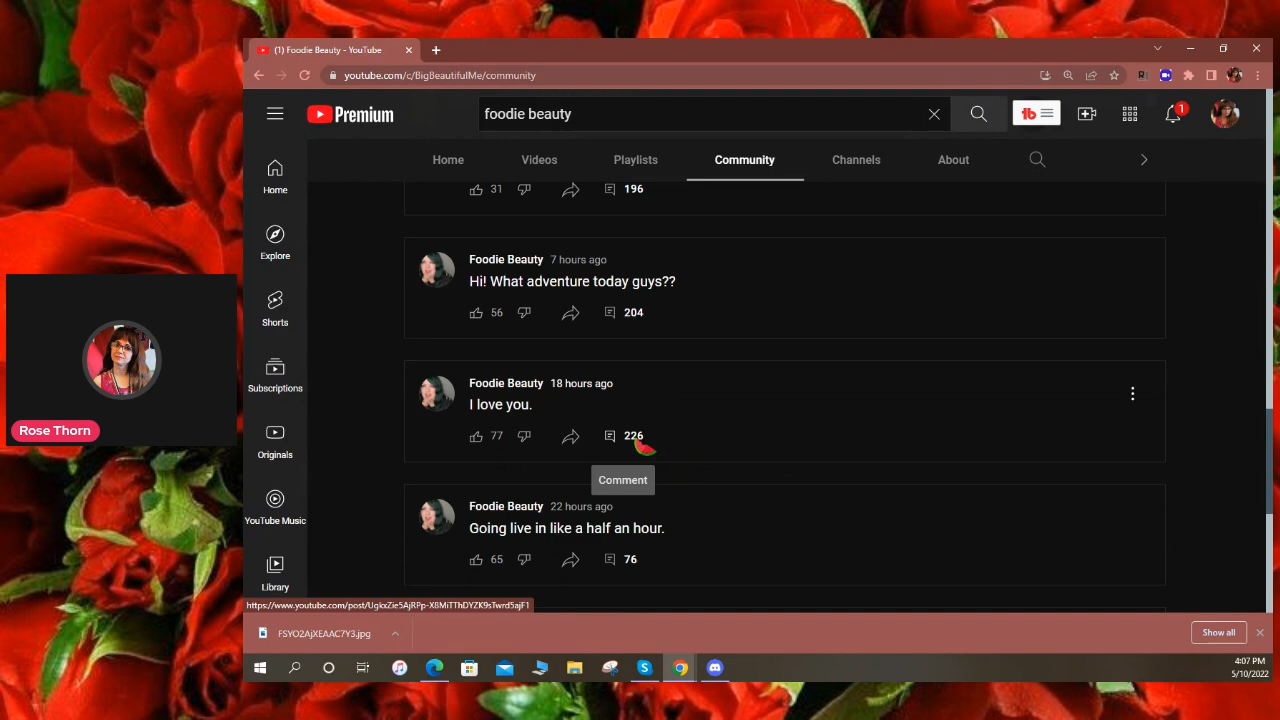 (1) Foodie Beauty - YouTube
youtube.com/c/BigBeautifulMe/community
Premium
foodie beauty
tb
1
Home
Videos
Playlists
Community
Channels
About
Home
Explore
Shorts
Subscriptions
Originals
YouTube Music
Library
31 196
Foodie Beauty 7 hours ago
Hi! What adventure today guys??
56 204
Foodie Beauty 18 hours ago
I love you.
77 226
Comment
Foodie Beauty 22 hours ago
Going live in like a half an hour.
65 76
Rose Thorn
https://www.youtube.com/post/UgkxZie5AjRPp-X8MiTThDYZK9sTwrd5ajF1
FSYO2AjXEAAC7Y3.jpg
Show all
4:07 PM
5/10/2022